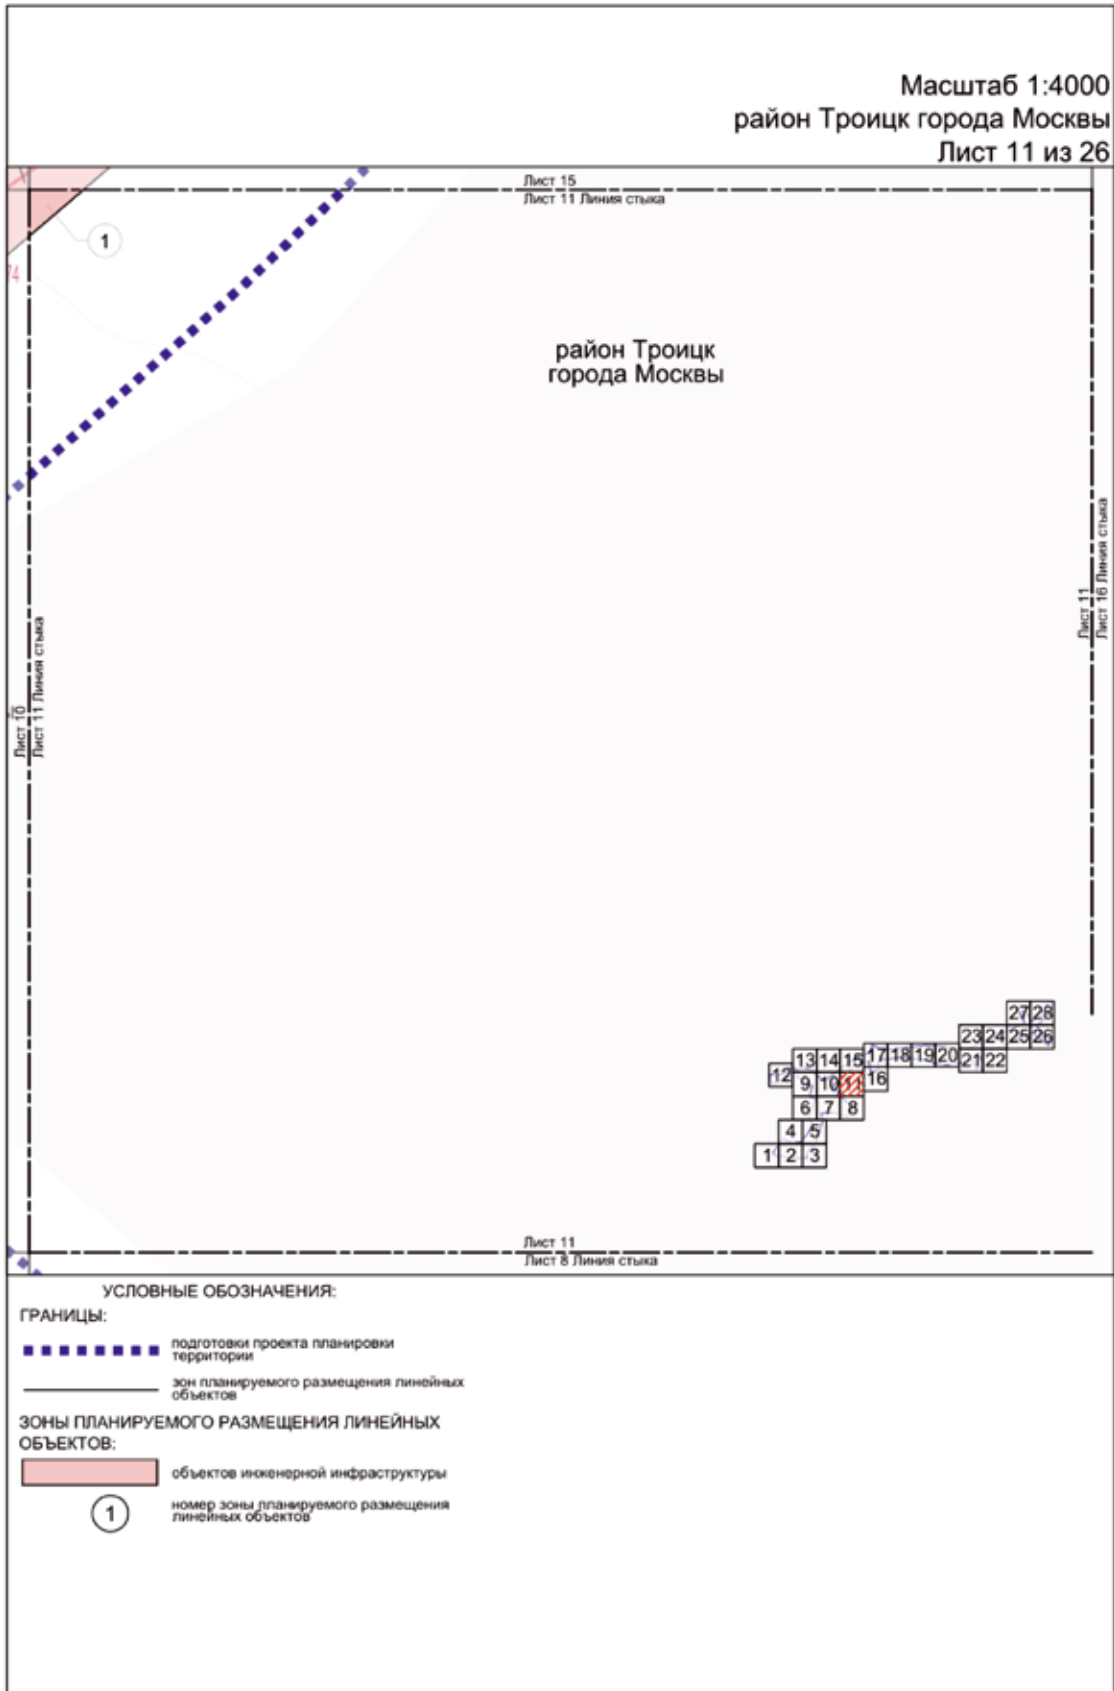 Масштаб 1:4000
район Троицк города Москвы
Лист 11 из 26
Лист 15
Лист 11 Линия стыка
1
74
район Троицк
города Москвы
Лист 10
Лист 11 Линия стыка
Лист 11
Лист 16 Линия стыка
27 28
23 24 25 26
13 14 15 17 18 19 20 21 22
12 9 10 11 16
6 7 8
4 5
1 2 3
Лист 11
Лист 8 Линия стыка
УСЛОВНЫЕ ОБОЗНАЧЕНИЯ:
ГРАНИЦЫ:
подготовки проекта планировки
территории
зон планируемого размещения линейных
объектов
ЗОНЫ ПЛАНИРУЕМОГО РАЗМЕЩЕНИЯ ЛИНЕЙНЫХ
ОБЪЕКТОВ:
объектов инженерной инфраструктуры
1
номер зоны планируемого размещения
линейных объектов